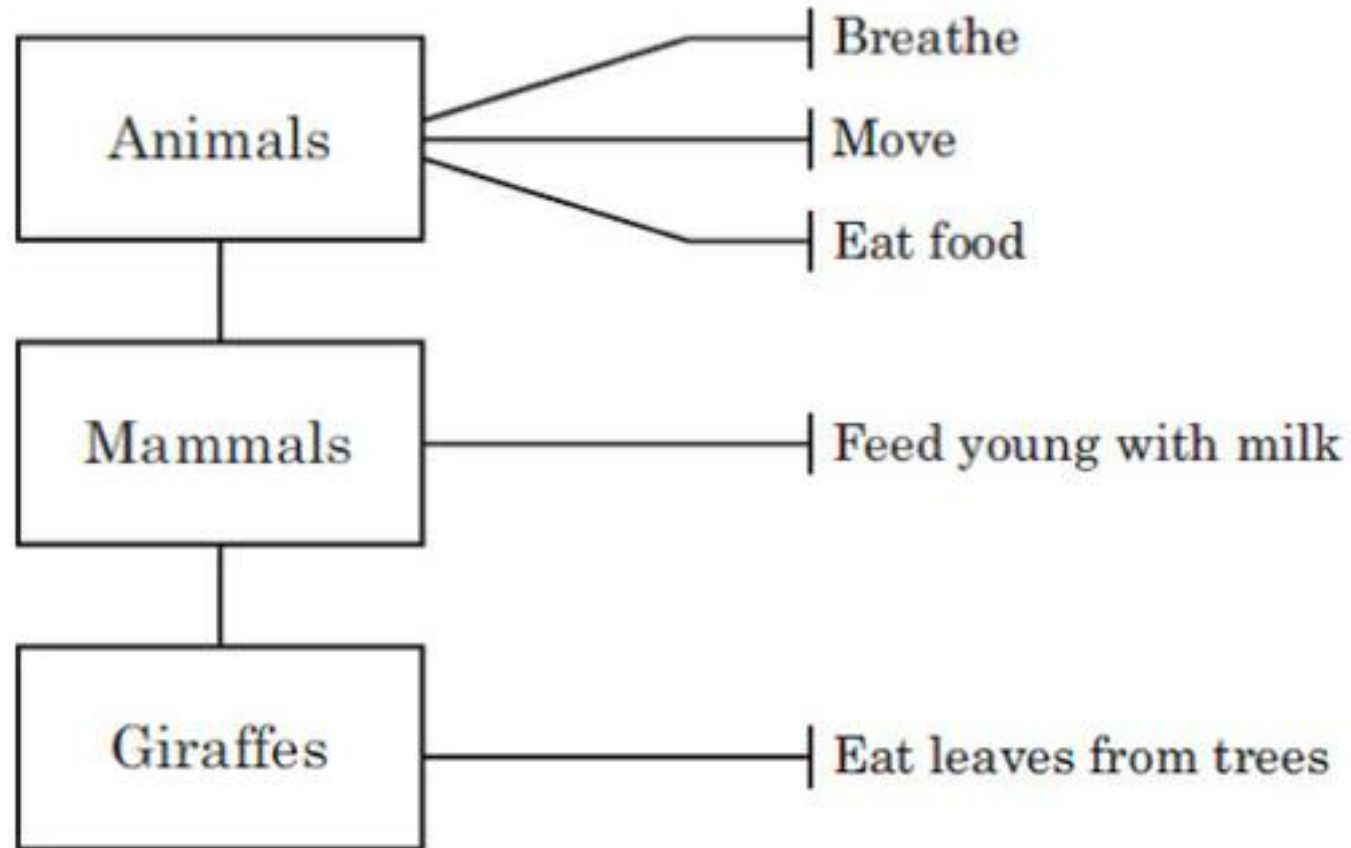 Animals
Breathe
Move
Eat food
Mammals
Feed young with milk
Giraffes
Eat leaves from trees